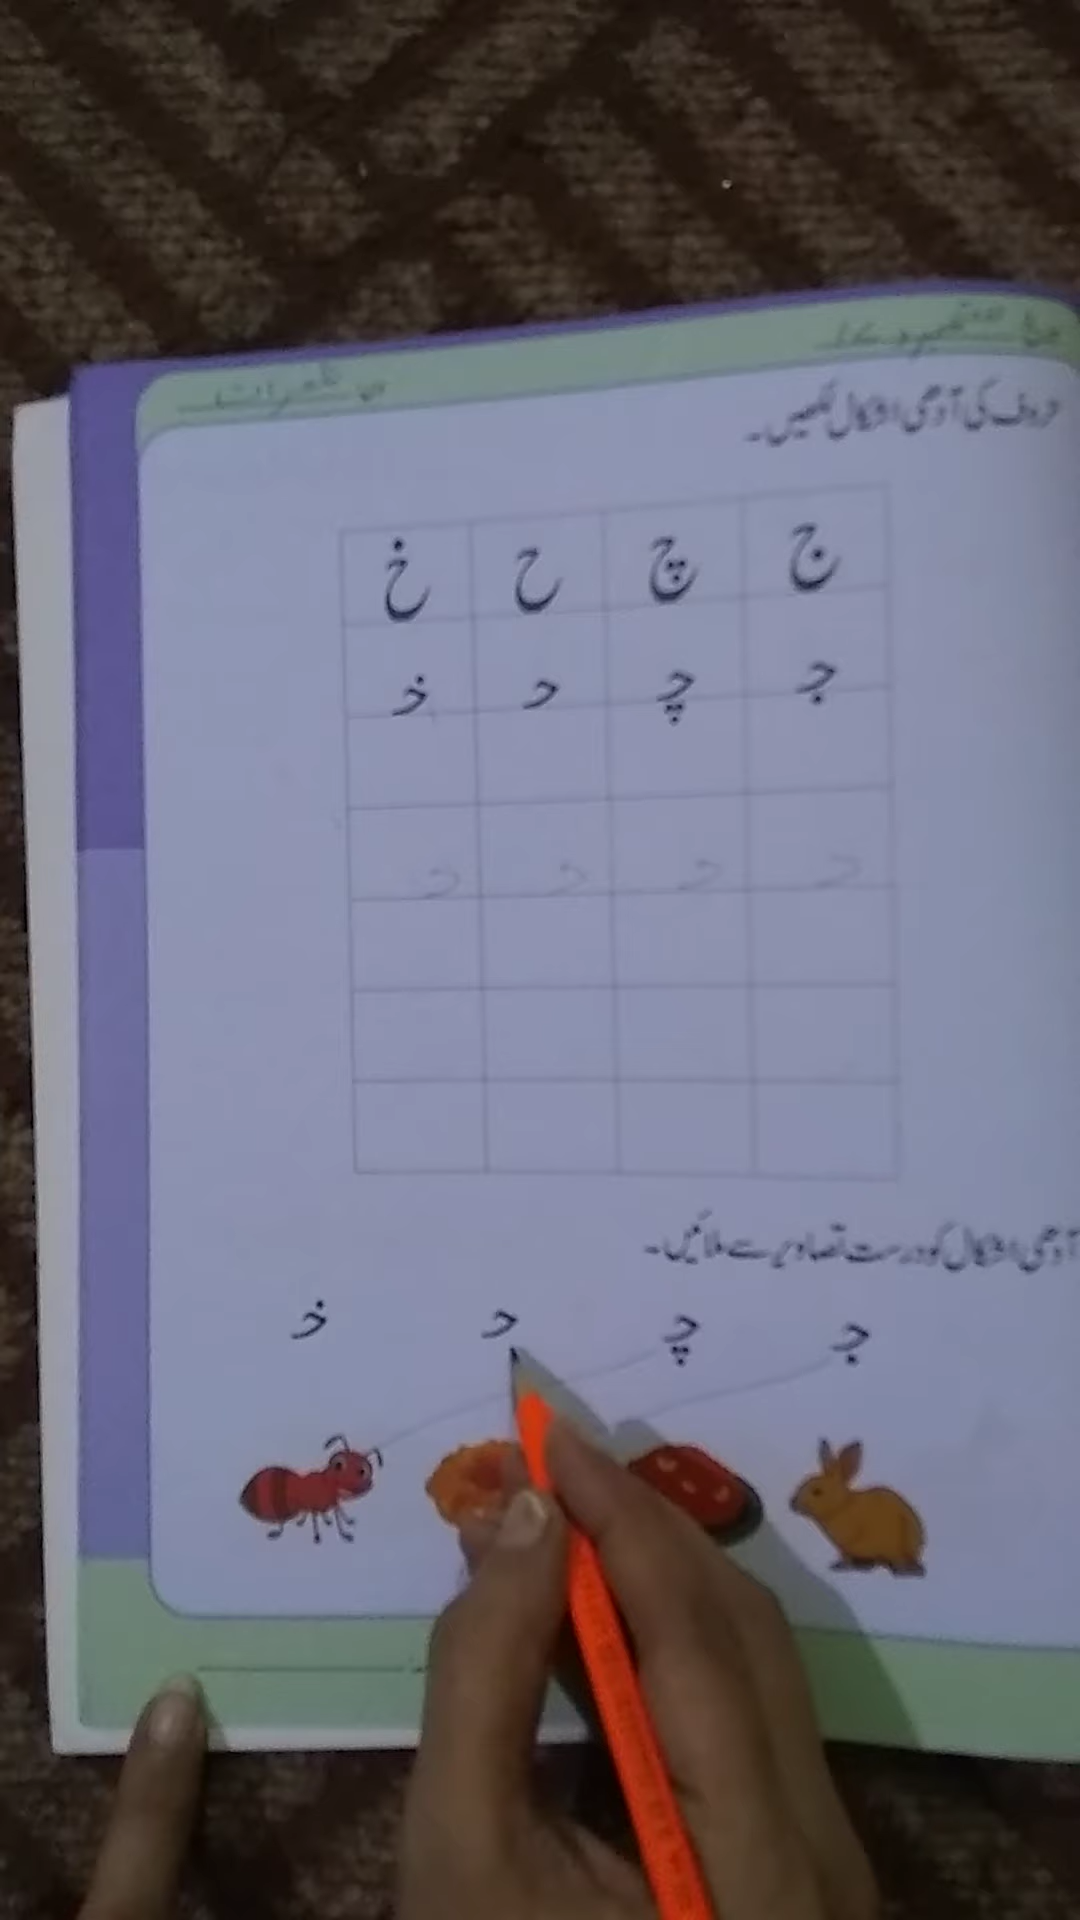 حروف کی آدھی اشکال لکھیں۔
ج چ ح خ
جـ چـ حـ خـ
د د د د
آدھی اشکال کو درست تصاویر سے ملائیں۔
جـ چـ حـ خـ